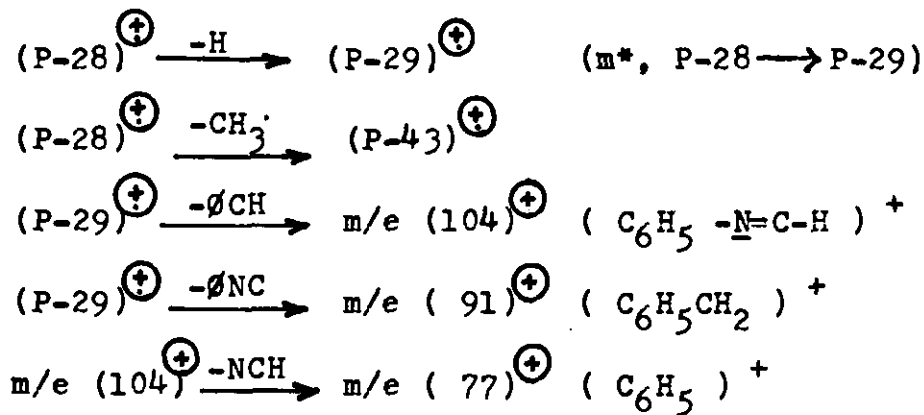 (P-28)⊕̣ -H → (P-29)⊕̣ (m*, P-28 → P-29)
(P-28)⊕̣ -CH₃˙ → (P-43)⊕̣
(P-29)⊕̣ -ØCH → m/e (104)⊕ ( C₆H₅ -N=C-H ) +
(P-29)⊕̣ -ØNC → m/e ( 91)⊕ ( C₆H₅CH₂ ) +
m/e (104)⊕ -NCH → m/e ( 77)⊕ ( C₆H₅ ) +